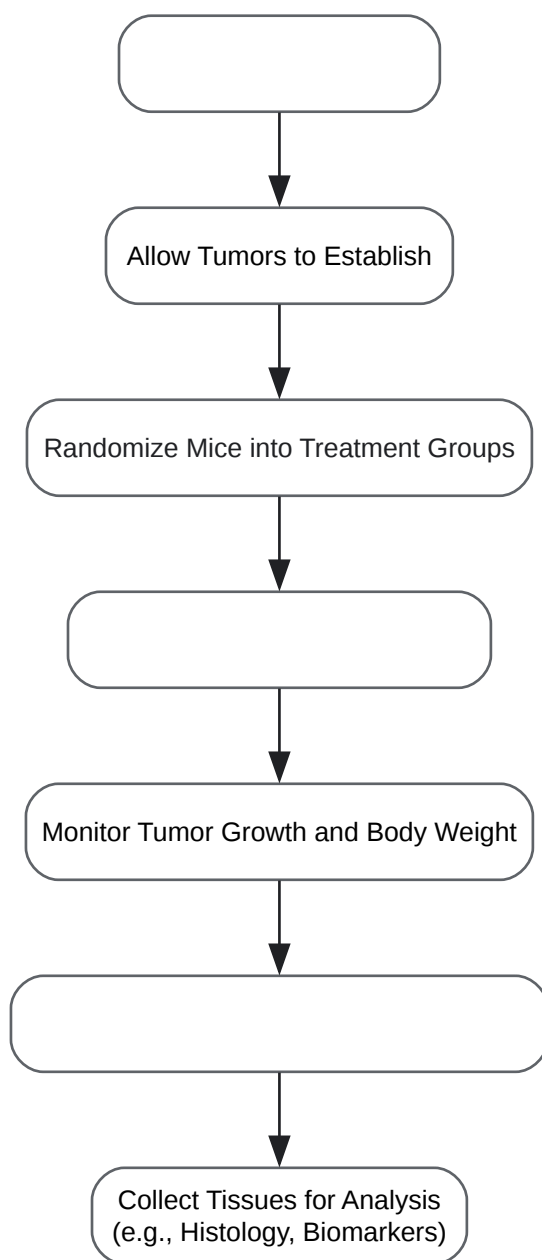 Allow Tumors to Establish
Randomize Mice into Treatment Groups
Monitor Tumor Growth and Body Weight
Collect Tissues for Analysis
(e.g., Histology, Biomarkers)